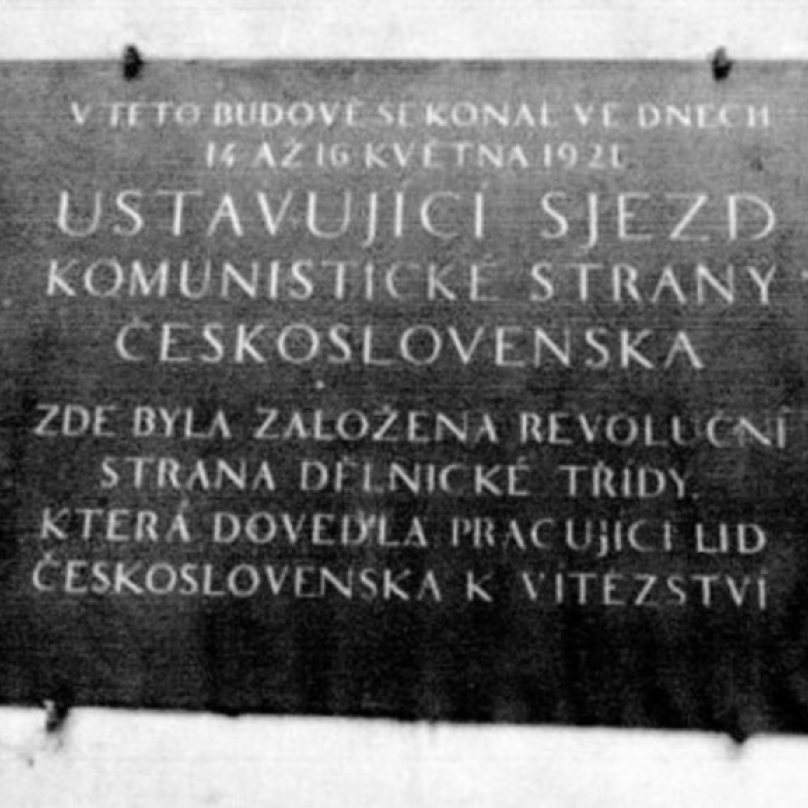 V TÉTO BUDOVĚ SE KONAL VE DNECH
14 AŽ 16 KVĚTNA 1921
USTAVUJÍCÍ SJEZD
KOMUNISTICKÉ STRANY
ČESKOSLOVENSKA
ZDE BYLA ZALOŽENA REVOLUČNÍ
STRANA DĚLNICKÉ TŘÍDY.
KTERÁ DOVEDLA PRACUJÍCÍ LID
ČESKOSLOVENSKA K VÍTĚZSTVÍ